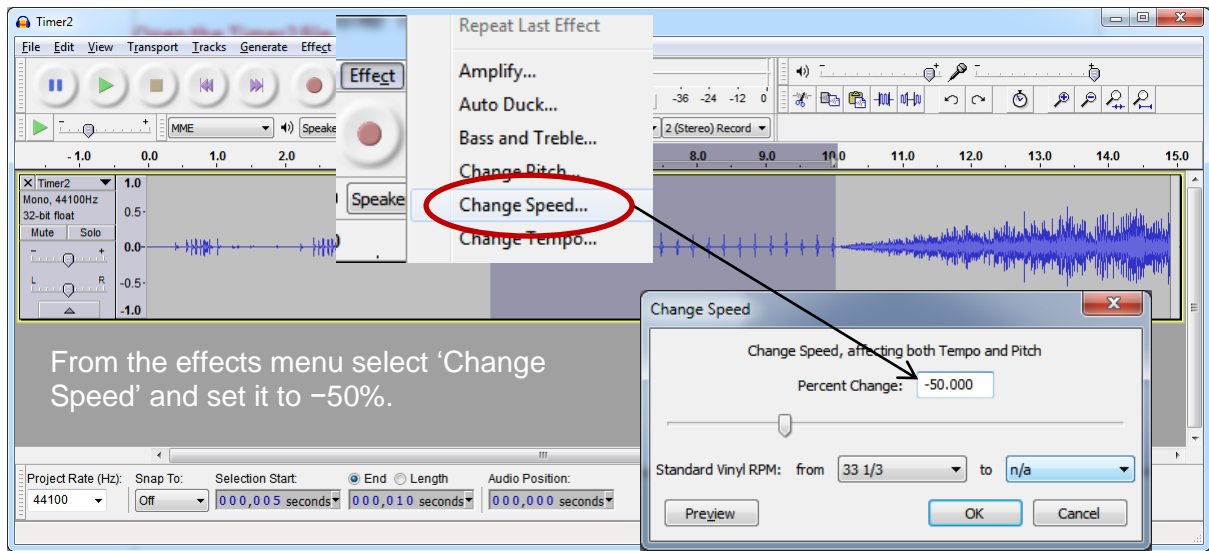 Timer2
File Edit View Transport Tracks Generate Effect
Repeat Last Effect
Effect
Amplify...
Auto Duck...
Bass and Treble...
Change Pitch...
Change Speed...
Change Tempo...
-36 -24 -12 0
MME
Speake
Speake
2 (Stereo) Record
- 1.0 0.0 1.0 2.0 8.0 9.0 10.0 11.0 12.0 13.0 14.0 15.0
X Timer2
Mono, 44100Hz
32-bit float
Mute Solo
- +
L R
1.0
0.5-
0.0-
-0.5-
-1.0
From the effects menu select ‘Change
Speed’ and set it to −50%.
Change Speed
Change Speed, affecting both Tempo and Pitch
Percent Change: -50.000
Standard Vinyl RPM: from 33 1/3 to n/a
Preview OK Cancel
Project Rate (Hz): Snap To: Selection Start: End Length Audio Position:
44100 Off 000,005 seconds 000,010 seconds 000,000 seconds